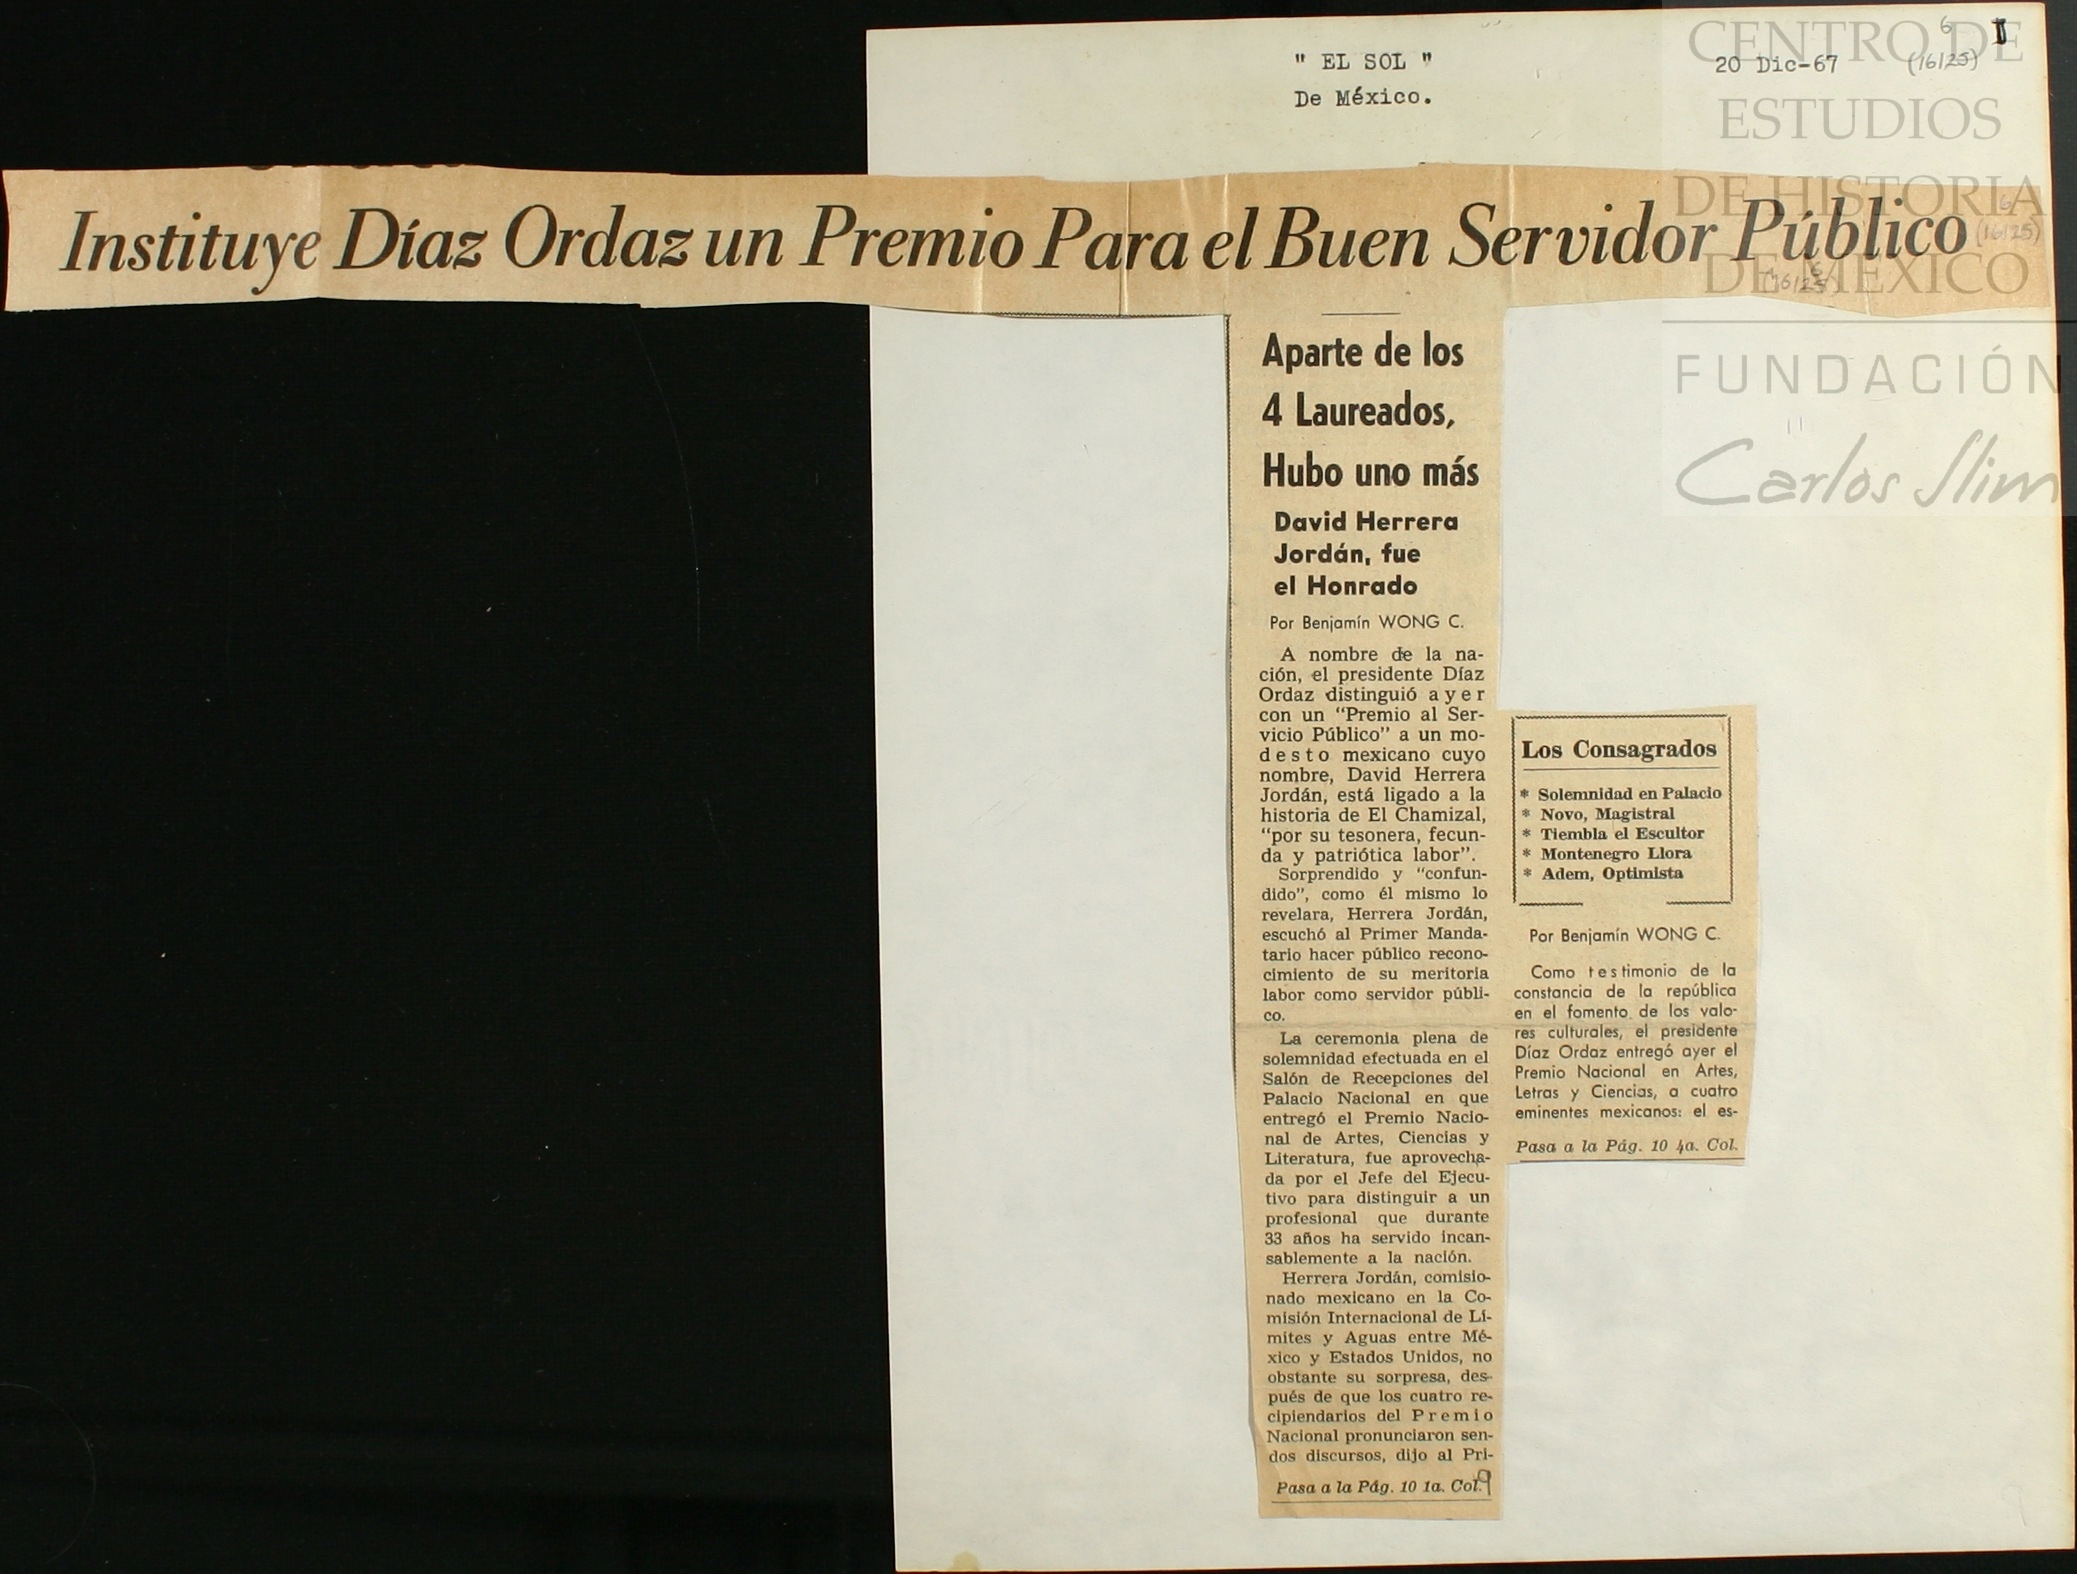 " EL SOL "
De México.
20 Dic-67
6
(16125)
CENTRO DE
ESTUDIOS
DE HISTORIA
DE MÉXICO
FUNDACIÓN
Carlos Slim
Instituye Díaz Ordaz un Premio Para el Buen Servidor Público
6
(16125)
6
(16125)
Aparte de los
4 Laureados,
Hubo uno más
David Herrera
Jordán, fue
el Honrado
Por Benjamín WONG C.
A nombre de la na-
ción, el presidente Díaz
Ordaz distinguió ayer
con un "Premio al Ser-
vicio Público" a un mo-
desto mexicano cuyo
nombre, David Herrera
Jordán, está ligado a la
historia de El Chamizal,
"por su tesonera, fecun-
da y patriótica labor".
Sorprendido y "confun-
dido", como él mismo lo
revelara, Herrera Jordán,
escuchó al Primer Manda-
tario hacer público recono-
cimiento de su meritoria
labor como servidor públi-
co.
La ceremonia plena de
solemnidad efectuada en el
Salón de Recepciones del
Palacio Nacional en que
entregó el Premio Nacio-
nal de Artes, Ciencias y
Literatura, fue aprovecha-
da por el Jefe del Ejecu-
tivo para distinguir a un
profesional que durante
33 años ha servido incan-
sablemente a la nación.
Herrera Jordán, comisio-
nado mexicano en la Co-
misión Internacional de Lí-
mites y Aguas entre Mé-
xico y Estados Unidos, no
obstante su sorpresa, des-
pués de que los cuatro re-
cipiendarios del Premio
Nacional pronunciaron sen-
dos discursos, dijo al Pri-
Pasa a la Pág. 10 1a. Col.
9
Los Consagrados
* Solemnidad en Palacio
* Novo, Magistral
* Tiembla el Escultor
* Montenegro Llora
* Adem, Optimista
Por Benjamín WONG C.
Como testimonio de la
constancia de la república
en el fomento de los valo-
res culturales, el presidente
Díaz Ordaz entregó ayer el
Premio Nacional en Artes,
Letras y Ciencias, a cuatro
eminentes mexicanos: el es-
Pasa a la Pág. 10 4a. Col.